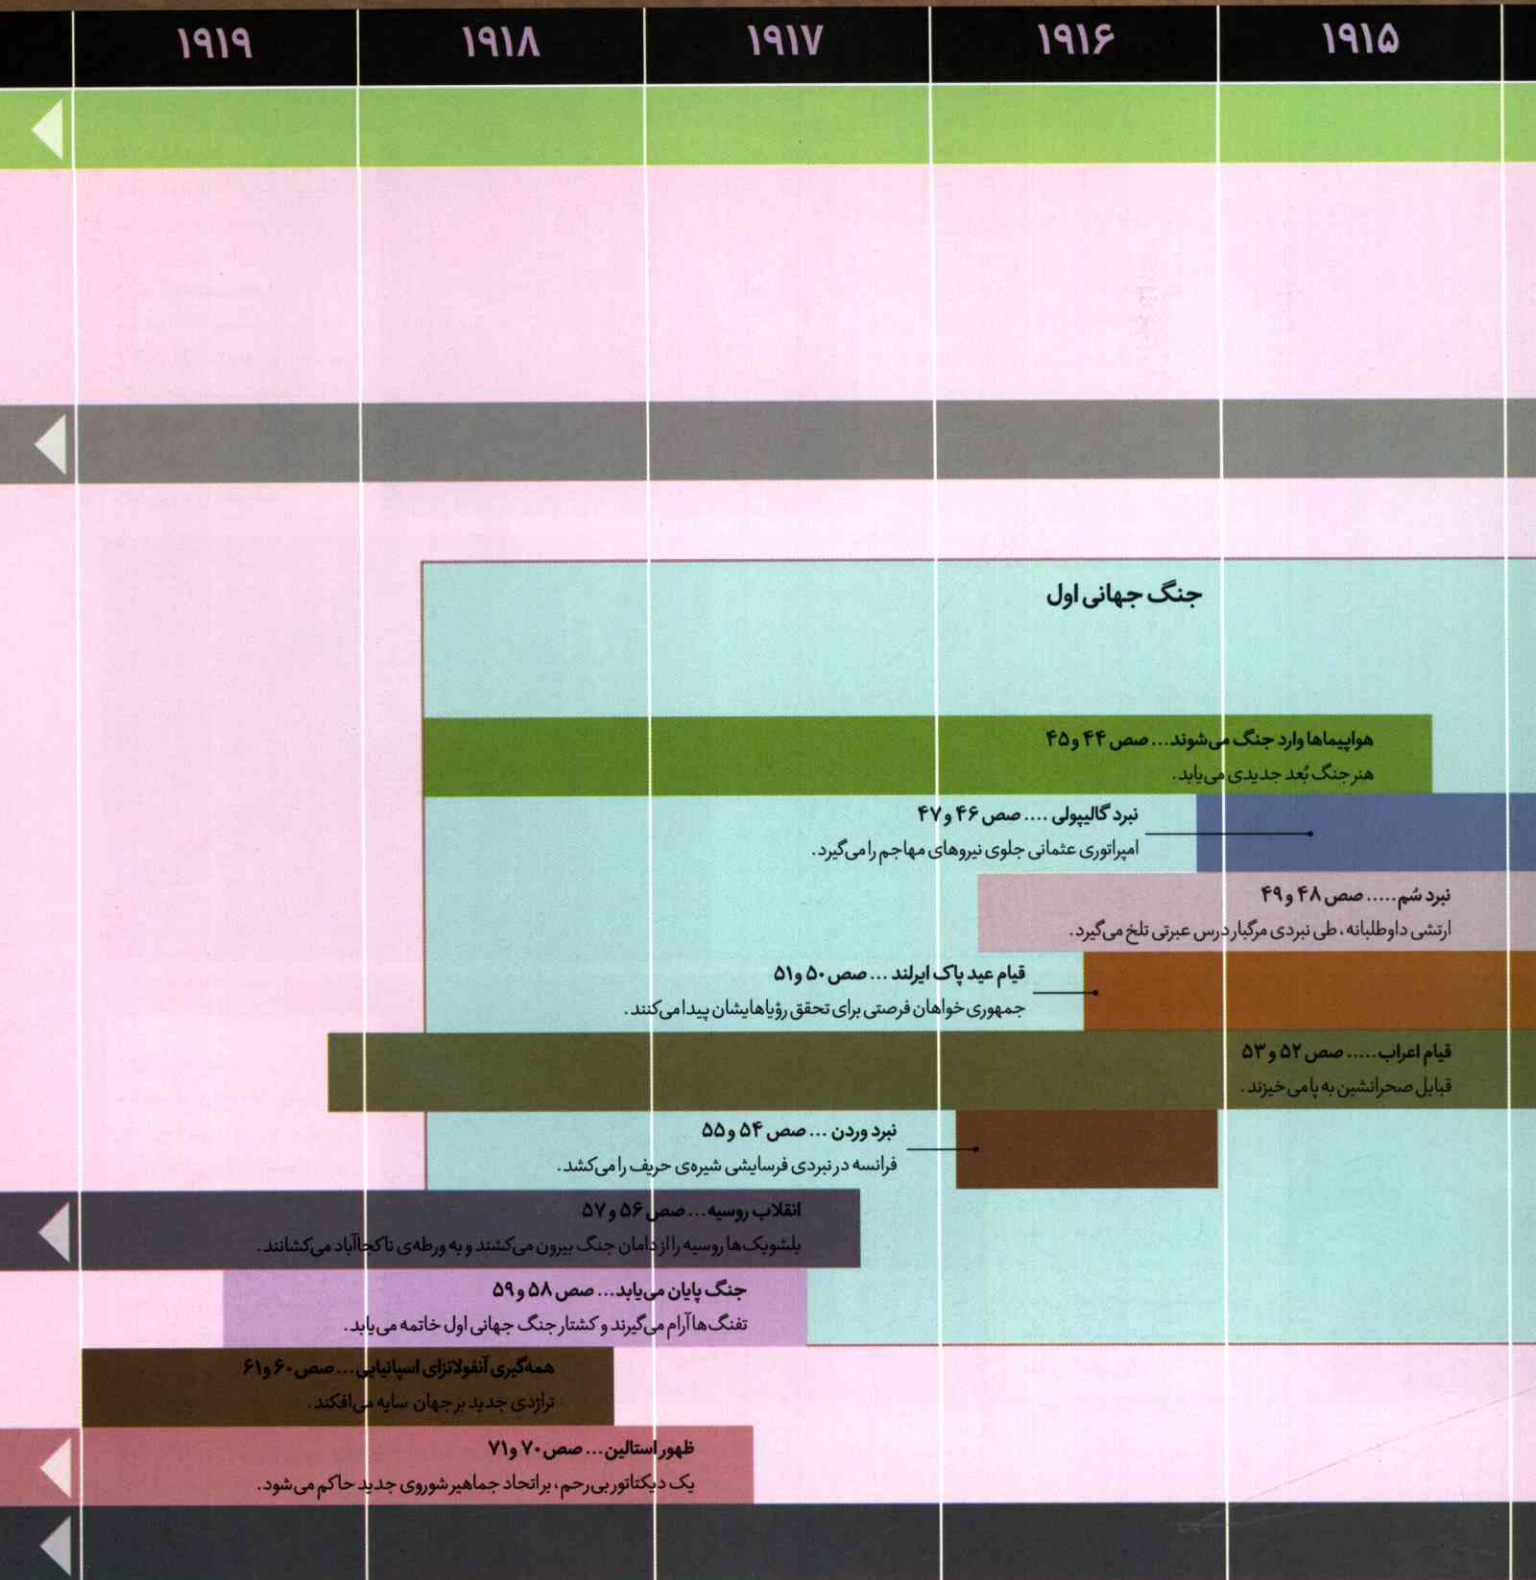 ۱۹۱۵ ۱۹۱۶ ۱۹۱۷ ۱۹۱۸ ۱۹۱۹
جنگ جهانی اول
هواپیماها وارد جنگ می‌شوند... صص ۴۴ و ۴۵
هنر جنگ بُعد جدیدی می‌یابد.
نبرد گالیپولی .... صص ۴۶ و ۴۷
امپراتوری عثمانی جلوی نیروهای مهاجم را می‌گیرد.
نبرد سُم..... صص ۴۸ و ۴۹
ارتشی داوطلبانه، طی نبردی مرگبار درس عبرتی تلخ می‌گیرد.
قیام عید پاک ایرلند ... صص ۵۰ و ۵۱
جمهوری‌خواهان فرصتی برای تحقق رؤیاهایشان پیدا می‌کنند.
قیام اعراب..... صص ۵۲ و ۵۳
قبایل صحرانشین به پا می‌خیزند.
نبرد وردن ... صص ۵۴ و ۵۵
فرانسه در نبردی فرسایشی شیره‌ی حریف را می‌کشد.
انقلاب روسیه... صص ۵۶ و ۵۷
بلشویک‌ها روسیه را از دامان جنگ بیرون می‌کشند و به ورطه‌ی ناکجاآباد می‌کشانند.
جنگ پایان می‌یابد... صص ۵۸ و ۵۹
تفنگ‌ها آرام می‌گیرند و کشتار جنگ جهانی اول خاتمه می‌یابد.
همه‌گیری آنفولانزای اسپانیایی... صص ۶۰ و ۶۱
تراژدی جدید بر جهان سایه می‌افکند.
ظهور استالین... صص ۷۰ و ۷۱
یک دیکتاتور بی‌رحم، بر اتحاد جماهیر شوروی جدید حاکم می‌شود.